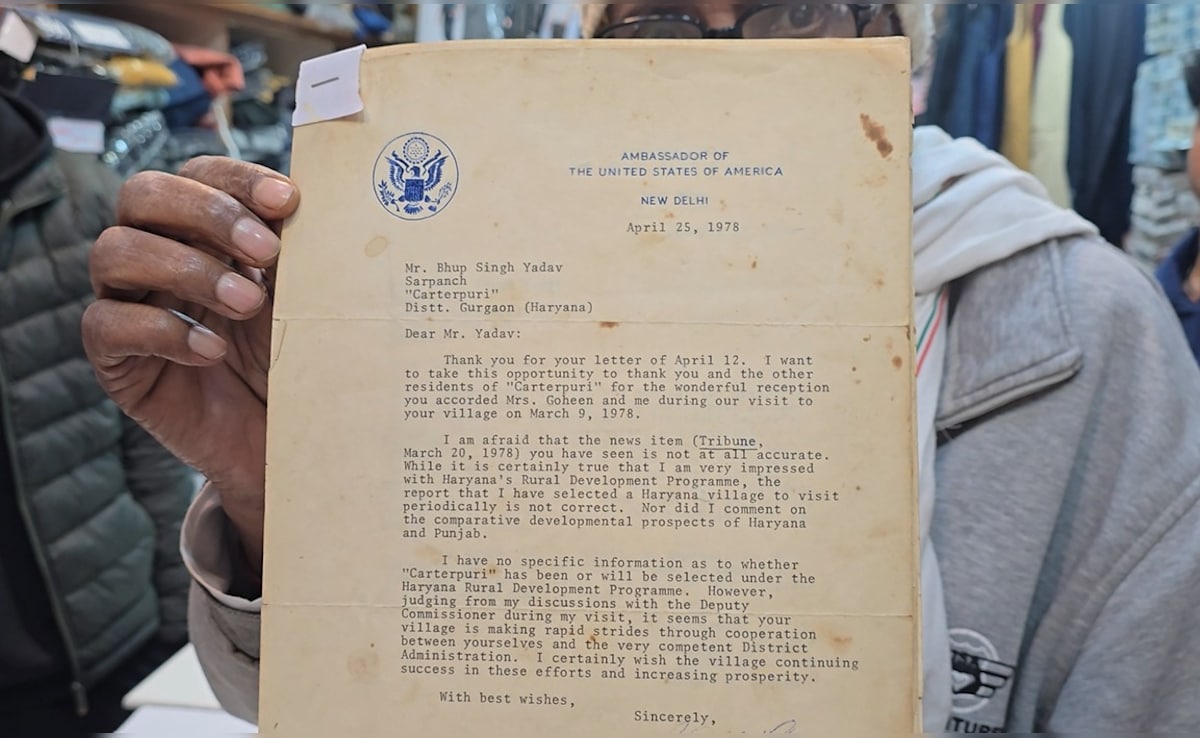 AMBASSADOR OF
THE UNITED STATES OF AMERICA
NEW DELHI
April 25, 1978
Mr. Bhup Singh Yadav
Sarpanch
"Carterpuri"
Distt. Gurgaon (Haryana)
Dear Mr. Yadav:
Thank you for your letter of April 12. I want
to take this opportunity to thank you and the other
residents of "Carterpuri" for the wonderful reception
you accorded Mrs. Goheen and me during our visit to
your village on March 9, 1978.
I am afraid that the news item (Tribune,
March 20, 1978) you have seen is not at all accurate.
While it is certainly true that I am very impressed
with Haryana's Rural Development Programme, the
report that I have selected a Haryana village to visit
periodically is not correct. Nor did I comment on
the comparative developmental prospects of Haryana
and Punjab.
I have no specific information as to whether
"Carterpuri" has been or will be selected under the
Haryana Rural Development Programme. However,
judging from my discussions with the Deputy
Commissioner during my visit, it seems that your
village is making rapid strides through cooperation
between yourselves and the very competent District
Administration. I certainly wish the village continuing
success in these efforts and increasing prosperity.
With best wishes,
Sincerely,